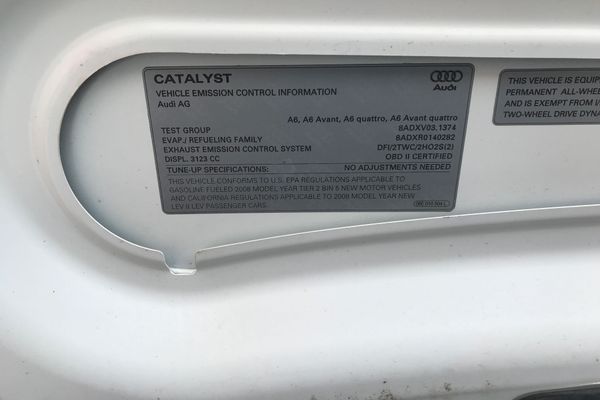 CATALYST
VEHICLE EMISSION CONTROL INFORMATION
Audi AG
Audi
A6, A6 Avant, A6 quattro, A6 Avant quattro
TEST GROUP 8ADXV03.1374
EVAP./ REFUELING FAMILY 8ADXR0140282
EXHAUST EMISSION CONTROL SYSTEM DFI/2TWC/2HO2S(2)
DISPL. 3123 CC OBD II CERTIFIED
TUNE-UP SPECIFICATIONS: NO ADJUSTMENTS NEEDED
THIS VEHICLE CONFORMS TO U.S. EPA REGULATIONS APPLICABLE TO
GASOLINE FUELED 2008 MODEL YEAR TIER 2 BIN 5 NEW MOTOR VEHICLES
AND CALIFORNIA REGULATIONS APPLICABLE TO 2008 MODEL YEAR NEW
LEV II LEV PASSENGER CARS.
THIS VEHICLE IS EQUIP
PERMANENT ALL-WHE
AND IS EXEMPT FROM I/
TWO-WHEEL DRIVE DYNA